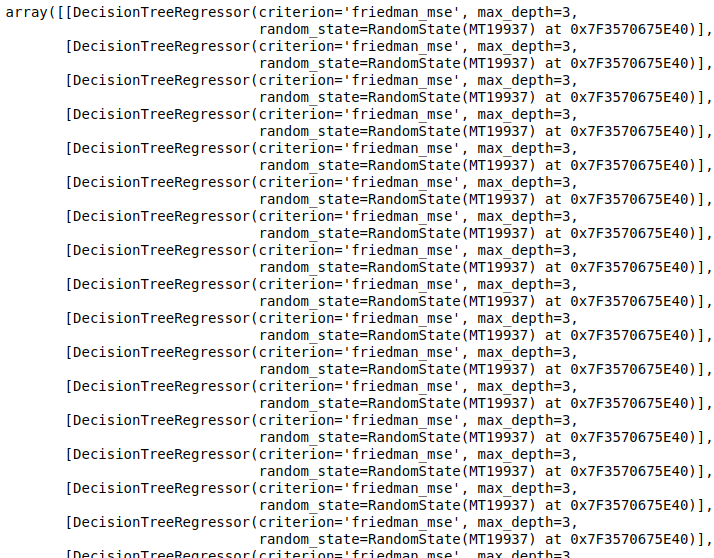 array([[DecisionTreeRegressor(criterion='friedman_mse', max_depth=3,
random_state=RandomState(MT19937) at 0x7F3570675E40)],
[DecisionTreeRegressor(criterion='friedman_mse', max_depth=3,
random_state=RandomState(MT19937) at 0x7F3570675E40)],
[DecisionTreeRegressor(criterion='friedman_mse', max_depth=3,
random_state=RandomState(MT19937) at 0x7F3570675E40)],
[DecisionTreeRegressor(criterion='friedman_mse', max_depth=3,
random_state=RandomState(MT19937) at 0x7F3570675E40)],
[DecisionTreeRegressor(criterion='friedman_mse', max_depth=3,
random_state=RandomState(MT19937) at 0x7F3570675E40)],
[DecisionTreeRegressor(criterion='friedman_mse', max_depth=3,
random_state=RandomState(MT19937) at 0x7F3570675E40)],
[DecisionTreeRegressor(criterion='friedman_mse', max_depth=3,
random_state=RandomState(MT19937) at 0x7F3570675E40)],
[DecisionTreeRegressor(criterion='friedman_mse', max_depth=3,
random_state=RandomState(MT19937) at 0x7F3570675E40)],
[DecisionTreeRegressor(criterion='friedman_mse', max_depth=3,
random_state=RandomState(MT19937) at 0x7F3570675E40)],
[DecisionTreeRegressor(criterion='friedman_mse', max_depth=3,
random_state=RandomState(MT19937) at 0x7F3570675E40)],
[DecisionTreeRegressor(criterion='friedman_mse', max_depth=3,
random_state=RandomState(MT19937) at 0x7F3570675E40)],
[DecisionTreeRegressor(criterion='friedman_mse', max_depth=3,
random_state=RandomState(MT19937) at 0x7F3570675E40)],
[DecisionTreeRegressor(criterion='friedman_mse', max_depth=3,
random_state=RandomState(MT19937) at 0x7F3570675E40)],
[DecisionTreeRegressor(criterion='friedman_mse', max_depth=3,
random_state=RandomState(MT19937) at 0x7F3570675E40)],
[DecisionTreeRegressor(criterion='friedman_mse', max_depth=3,
random_state=RandomState(MT19937) at 0x7F3570675E40)],
[DecisionTreeRegressor(criterion='friedman_mse', max_depth=3,
random_state=RandomState(MT19937) at 0x7F3570675E40)],
[DecisionTreeRegressor(criterion='friedman_mse', max_depth=3,